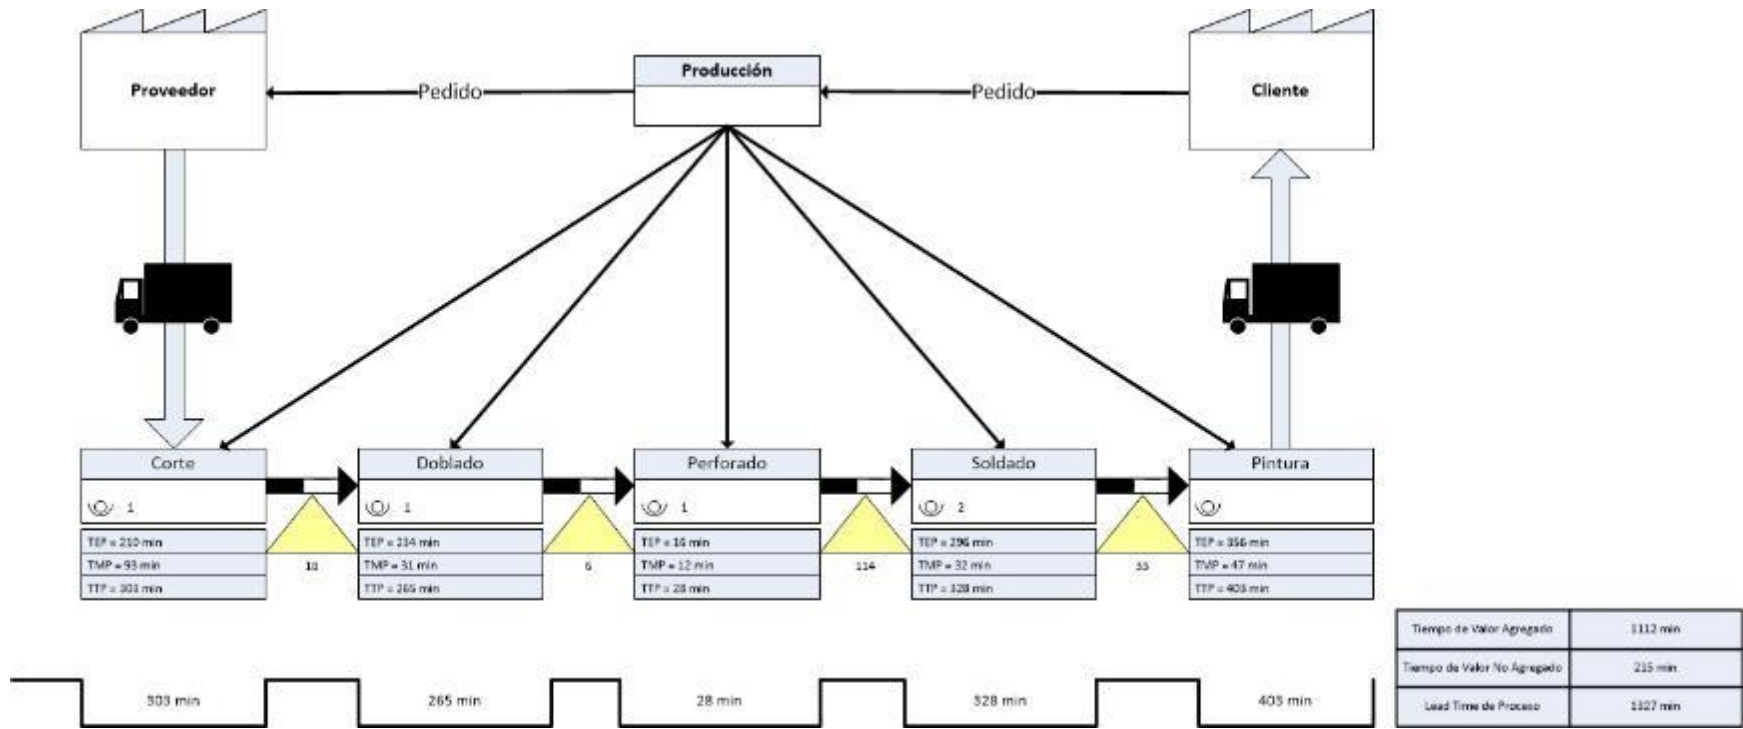 Proveedor
Pedido
Producción
Pedido
Cliente
Corte
1
TEP = 210 min
TMP = 93 min
TTP = 303 min
18
Doblado
1
TEP = 234 min
TMP = 31 min
TTP = 265 min
6
Perforado
1
TEP = 16 min
TMP = 12 min
TTP = 28 min
114
Soldado
2
TEP = 296 min
TMP = 32 min
TTP = 328 min
Pintura
TEP = 356 min
TMP = 47 min
TTP = 403 min
303 min
265 min
28 min
328 min
403 min
Tiempo de Valor Agregado 1112 min
Tiempo de Valor No Agregado 215 min
Lead Time de Proceso 1327 min